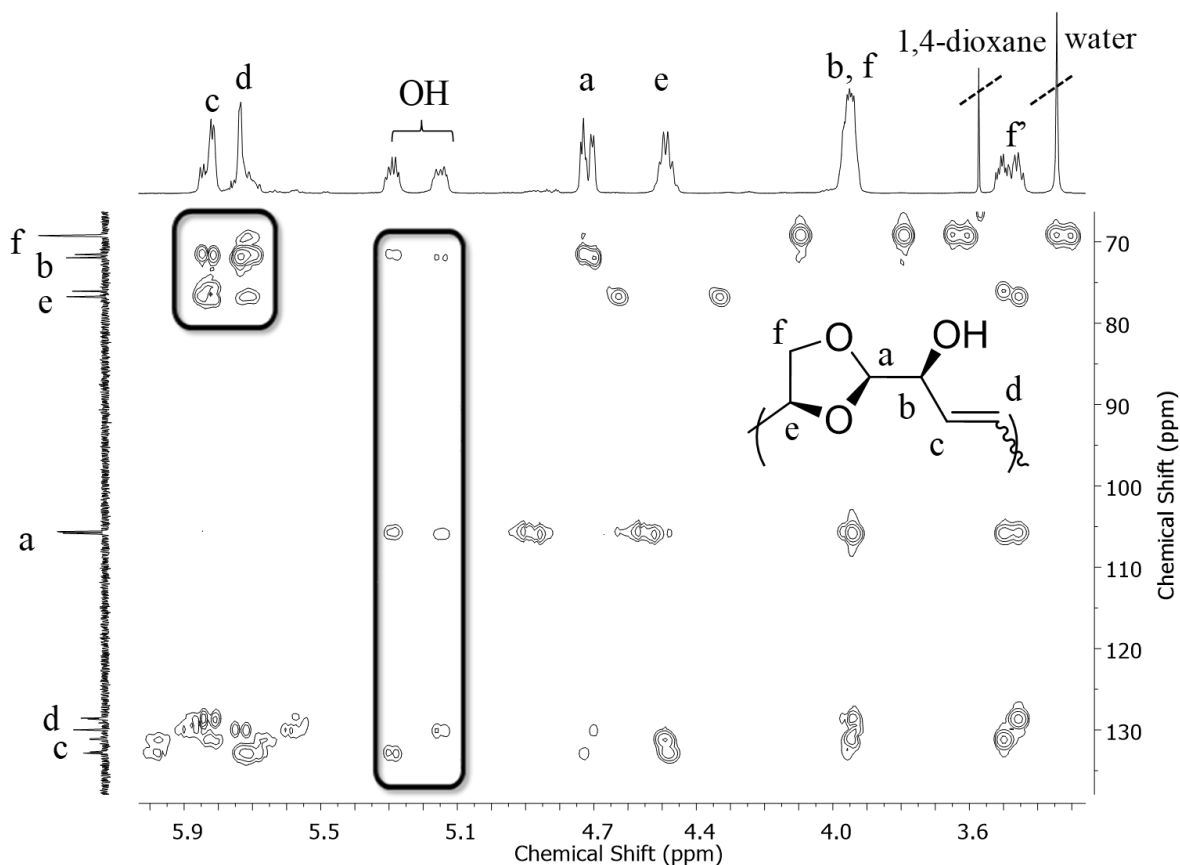 1,4-dioxane
water
c
d
OH
a
e
b, f
f’
f
b
e
a
d
c
f
O
OH
a
d
b
O
e
c
70
80
90
100
110
120
130
Chemical Shift (ppm)
5.9
5.5
5.1
4.7
4.4
4.0
3.6
Chemical Shift (ppm)